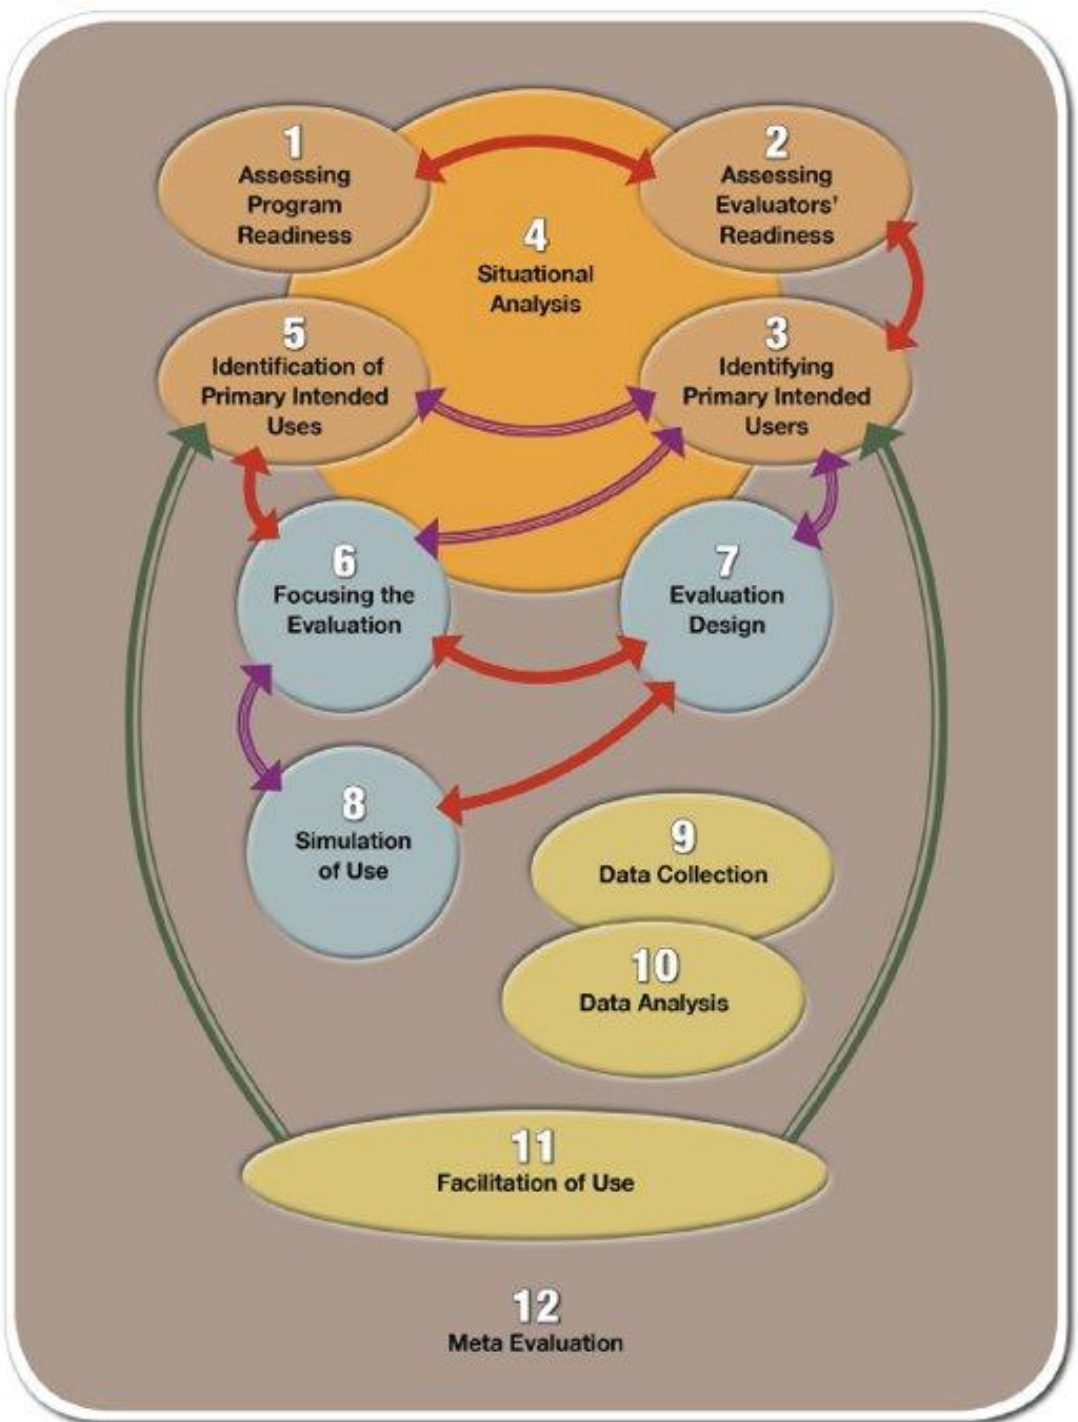 1
Assessing
Program
Readiness
2
Assessing
Evaluators'
Readiness
4
Situational
Analysis
5
Identification of
Primary Intended
Uses
3
Identifying
Primary Intended
Users
6
Focusing the
Evaluation
7
Evaluation
Design
8
Simulation
of Use
9
Data Collection
10
Data Analysis
11
Facilitation of Use
12
Meta Evaluation